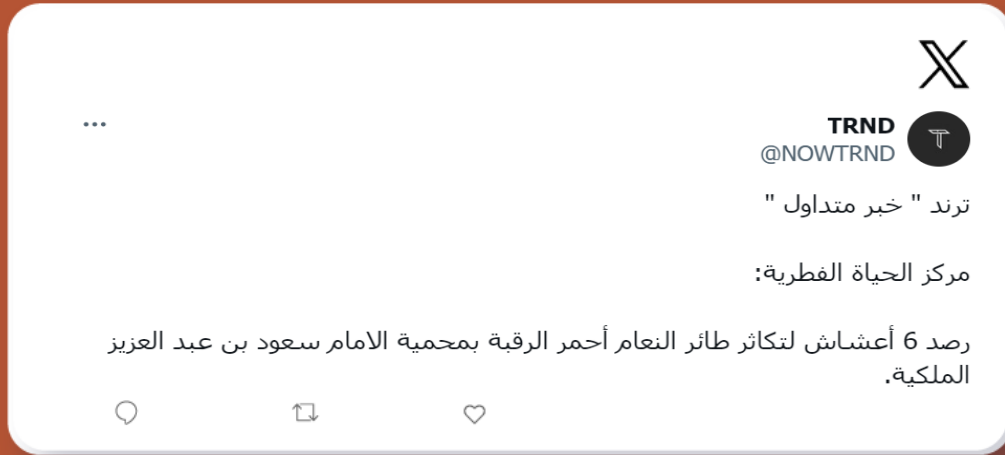 TRND
@NOWTRND
ترند " خبر متداول "
مركز الحياة الفطرية:
رصد 6 أعشاش لتكاثر طائر النعام أحمر الرقبة بمحمية الامام سعود بن عبد العزيز
الملكية.